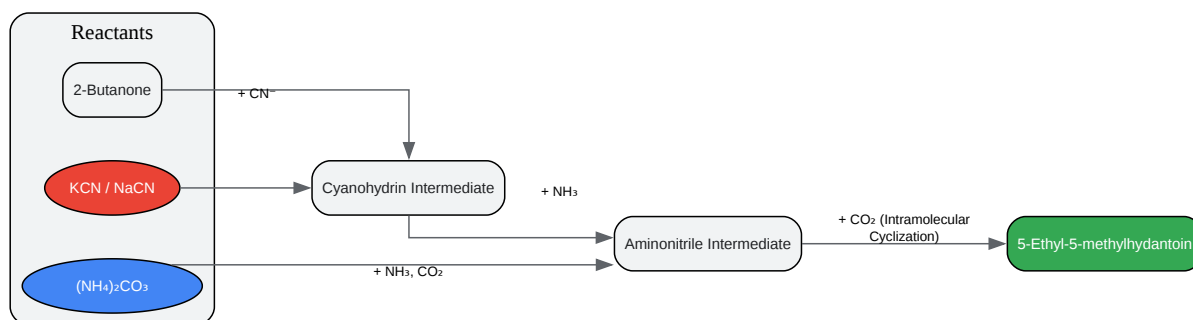 Reactants
2-Butanone
+ CN⁻
KCN / NaCN
Cyanohydrin Intermediate
+ NH₃
Aminonitrile Intermediate
+ CO₂ (Intramolecular
Cyclization)
5-Ethyl-5-methylhydantoin
+ NH₃, CO₂
(NH₄)₂CO₃